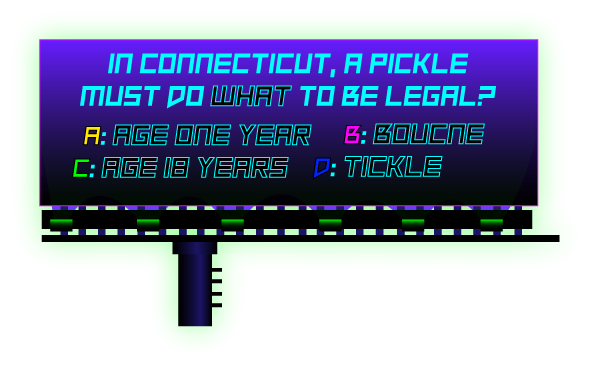 IN CONNECTICUT, A PICKLE
MUST DO WHAT TO BE LEGAL?
A: AGE ONE YEAR B: BOUCNE
C: AGE 18 YEARS D: TICKLE